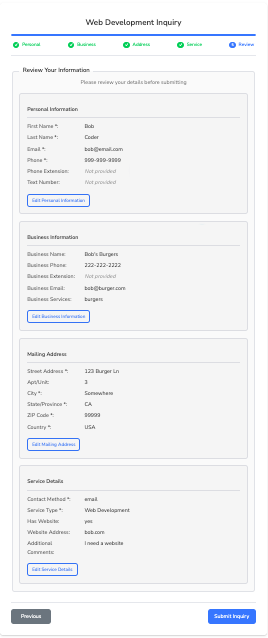 Web Development Inquiry
Personal
Business
Address
Service
5 Review
Review Your Information
Please review your details before submitting
Personal Information
First Name *: Bob
Last Name *: Coder
Email *: bob@email.com
Phone *: 999-999-9999
Phone Extension: Not provided
Text Number: Not provided
Edit Personal Information
Business Information
Business Name: Bob's Burgers
Business Phone: 222-222-2222
Business Extension: Not provided
Business Email: bob@burger.com
Business Services: burgers
Edit Business Information
Mailing Address
Street Address *: 123 Burger Ln
Apt/Unit: 3
City *: Somewhere
State/Province *: CA
ZIP Code *: 99999
Country *: USA
Edit Mailing Address
Service Details
Contact Method *: email
Service Type *: Web Development
Has Website: yes
Website Address: bob.com
Additional I need a website
Comments:
Edit Service Details
Previous
Submit Inquiry